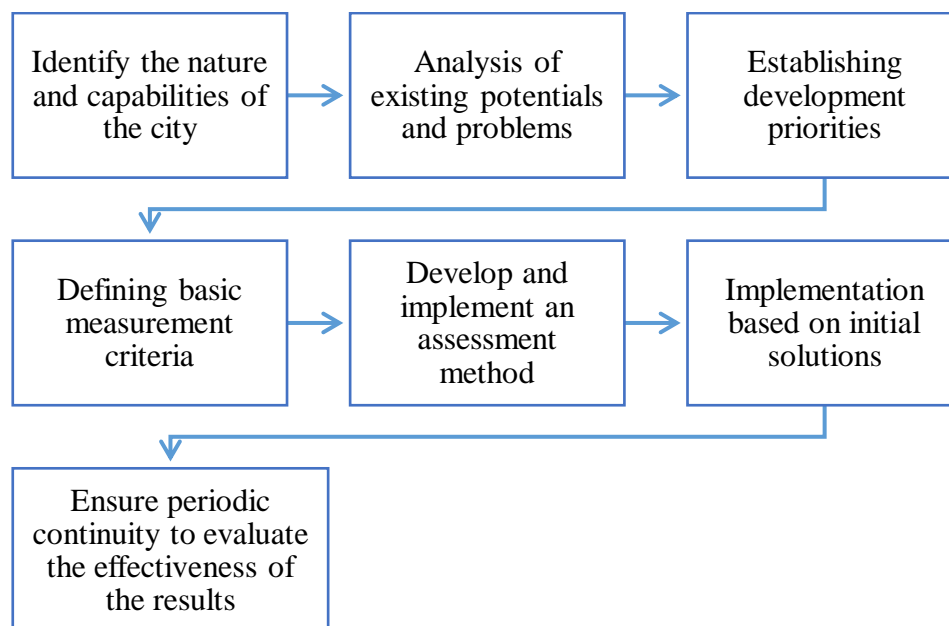 Identify the nature
and capabilities of
the city
Analysis of
existing potentials
and problems
Establishing
development
priorities
Defining basic
measurement
criteria
Develop and
implement an
assessment
method
Implementation
based on initial
solutions
Ensure periodic
continuity to evaluate
the effectiveness of
the results